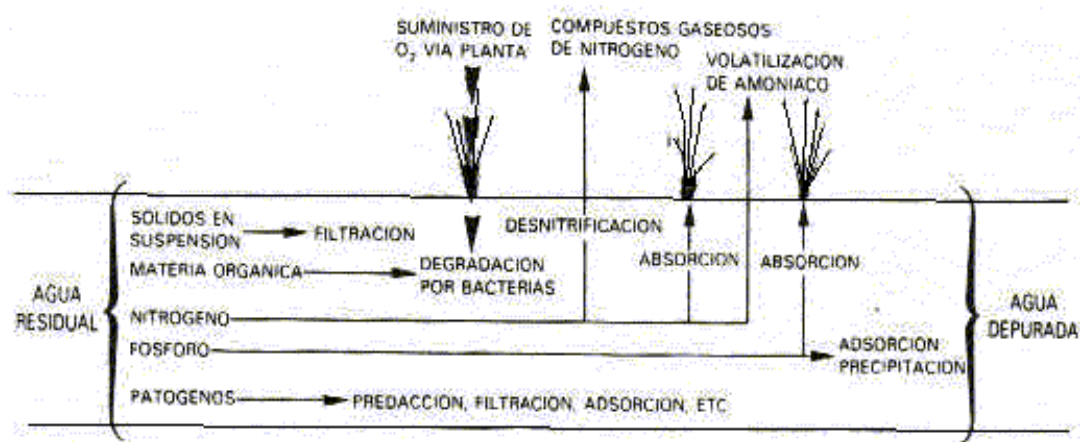 SUMINISTRO DE
O₂ VIA PLANTA
COMPUESTOS GASEOSOS
DE NITROGENO
VOLATILIZACION
DE AMONIACO
SOLIDOS EN
SUSPENSION
FILTRACION
DESNITRIFICACION
MATERIA ORGANICA
DEGRADACION
POR BACTERIAS
ABSORCION
ABSORCION
AGUA
RESIDUAL
NITROGENO
FOSFORO
ADSORCION
PRECIPITACION
PATOGENOS
PREDACCION, FILTRACION, ADSORCION, ETC
AGUA
DEPURADA